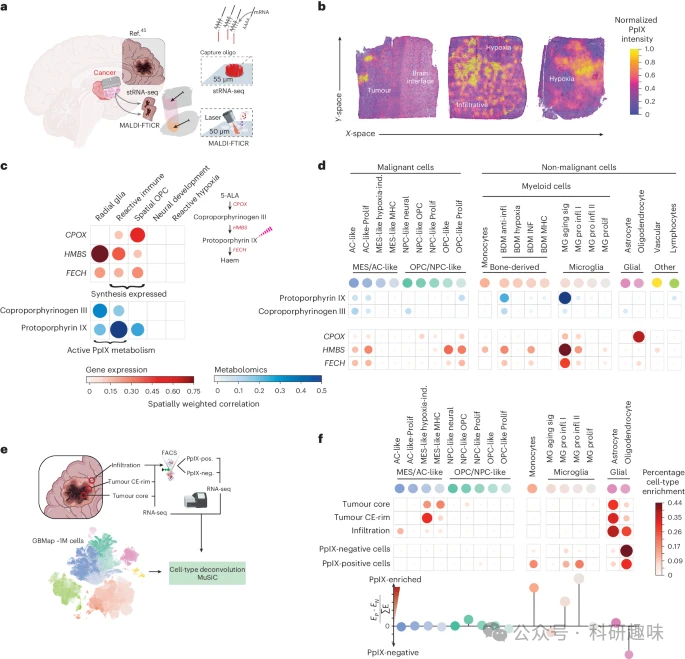 a
Ref.45
mRNA
AAAA
Cancer
Capture oligo
55 µm
stRNA-seq
stRNA-seq
Laser
MALDI-FTICR
50 µm
MALDI-FTICR
b
Normalized
PpIX
intensity
1.0
0.8
0.6
0.4
0.2
0
Y-space
Tumour
Brain
interface
Hypoxia
Infiltrative
Hypoxia
X-space
c
Radial glia
Reactive immune
Spatial OPC
Neural development
Reactive hypoxia
5-ALA
CPOX
Coproporphyrinogen III
HMBS
Protoporphyrin IX
FECH
Haem
CPOX
HMBS
FECH
Synthesis expressed
Coproporphyrinogen III
Protoporphyrin IX
Active PpIX metabolism
Gene expression
0 0.15 0.30 0.45 0.60 0.75
Metabolomics
0 0.1 0.2 0.3 0.4 0.5
Spatially weighted correlation
d
Malignant cells
Non-malignant cells
Myeloid cells
AC-like
AC-like-Prolif
MES-like hypoxia-ind.
MES-like MHC
NPC-like neural
NPC-like OPC
NPC-like Prolif
OPC-like
OPC-like Prolif
Monocytes
BDM anti-infl
BDM hypoxia
BDM INF
BDM MHC
MG aging sig
MG pro infl I
MG pro infl II
MG prolif
Astrocyte
Oligodendrocyte
Vascular
Lymphocytes
MES/AC-like
OPC/NPC-like
Bone-derived
Microglia
Glial
Other
Protoporphyrin IX
Coproporphyrinogen III
CPOX
HMBS
FECH
e
Infiltration
Tumour CE-rim
Tumour core
FACS
PpIX-pos.
PpIX-neg.
RNA-seq
RNA-seq
GBMap ~1M cells
Cell-type deconvolution
MuSiC
f
AC-like
AC-like-Prolif
MES-like hypoxia-ind.
MES-like MHC
NPC-like neural
NPC-like OPC
NPC-like Prolif
OPC-like
OPC-like Prolif
Monocytes
MG aging sig
MG pro infl I
MG pro infl II
MG prolif
Astrocyte
Oligodendrocyte
MES/AC-like
OPC/NPC-like
Microglia
Glial
Percentage
cell-type
enrichment
0.44
0.33
0.22
0.11
0
Tumour core
Tumour CE-rim
Infiltration
PpIX-negative cells
PpIX-positive cells
PpIX-enriched
EP - EN
ΣE
0
PpIX-negative
公众号 · 科研趣味